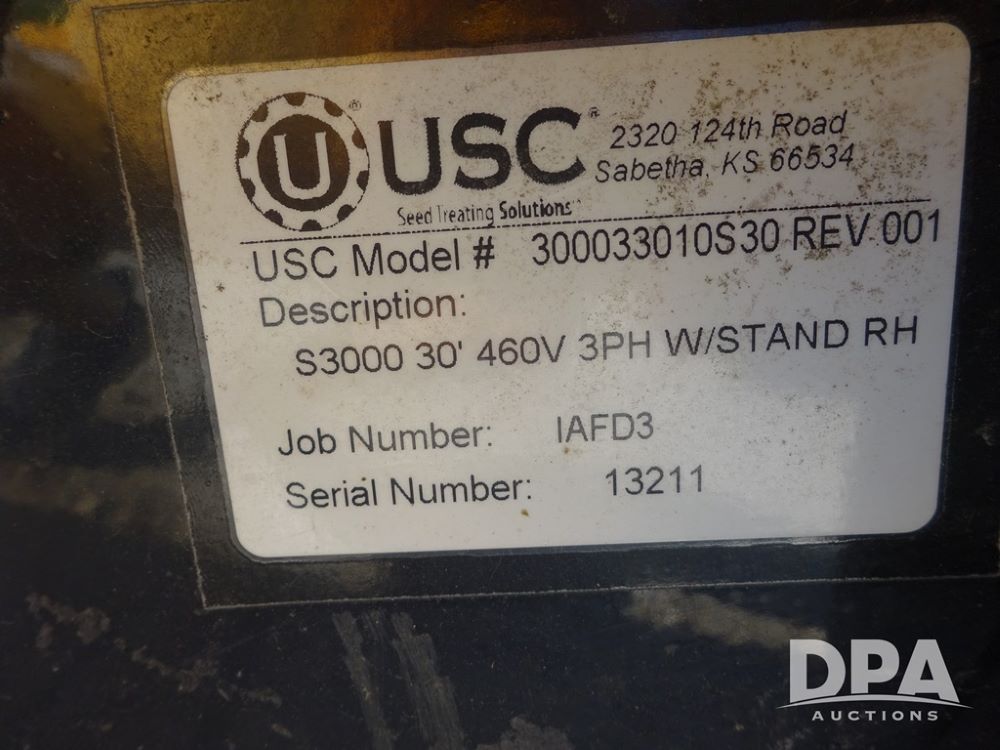 U ® USC ® 2320 124th Road
Sabetha, KS 66534
Seed Treating Solutions™
USC Model # 300033010S30 REV 001
Description:
S3000 30' 460V 3PH W/STAND RH
Job Number: IAFD3
Serial Number: 13211
DPA
AUCTIONS